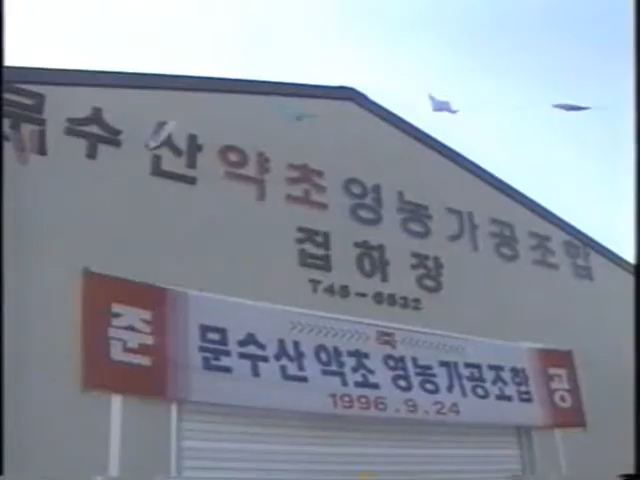 문수산약초영농가공조합
집하장
T45-6532
축
준 문수산약초영농가공조합 공
1996.9.24